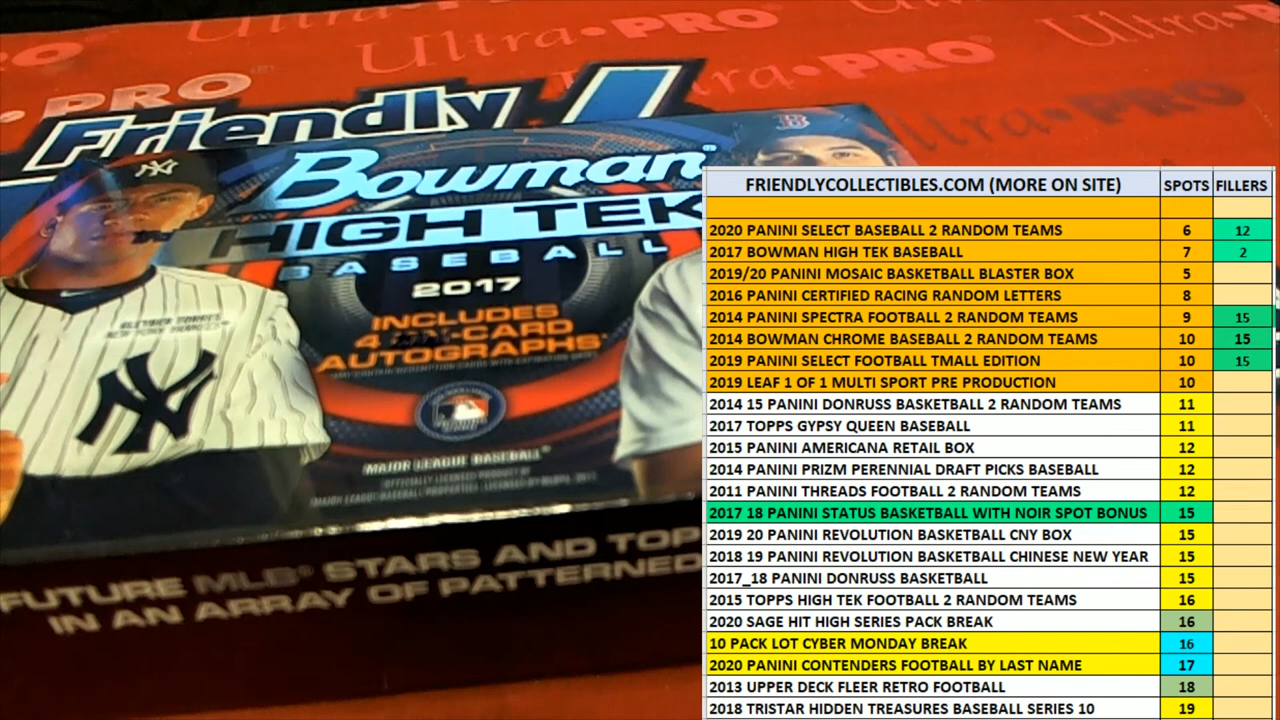 Ultra•PRO
Ultra•PRO
PRO
Ultra•PRO
Friendly
Bowman
HIGH TEK
BASEBALL
2017
INCLUDES
4 ON-CARD
AUTOGRAPHS
MAJOR LEAGUE BASEBALL
FUTURE MLB® STARS AND TOP
IN AN ARRAY OF PATTERNED
FRIENDLYCOLLECTIBLES.COM (MORE ON SITE) SPOTS FILLERS
2020 PANINI SELECT BASEBALL 2 RANDOM TEAMS 6 12
2017 BOWMAN HIGH TEK BASEBALL 7 2
2019/20 PANINI MOSAIC BASKETBALL BLASTER BOX 5
2016 PANINI CERTIFIED RACING RANDOM LETTERS 8
2014 PANINI SPECTRA FOOTBALL 2 RANDOM TEAMS 9 15
2014 BOWMAN CHROME BASEBALL 2 RANDOM TEAMS 10 15
2019 PANINI SELECT FOOTBALL TMALL EDITION 10 15
2019 LEAF 1 OF 1 MULTI SPORT PRE PRODUCTION 10
2014 15 PANINI DONRUSS BASKETBALL 2 RANDOM TEAMS 11
2017 TOPPS GYPSY QUEEN BASEBALL 11
2015 PANINI AMERICANA RETAIL BOX 12
2014 PANINI PRIZM PERENNIAL DRAFT PICKS BASEBALL 12
2011 PANINI THREADS FOOTBALL 2 RANDOM TEAMS 12
2017 18 PANINI STATUS BASKETBALL WITH NOIR SPOT BONUS 15
2019 20 PANINI REVOLUTION BASKETBALL CNY BOX 15
2018 19 PANINI REVOLUTION BASKETBALL CHINESE NEW YEAR 15
2017_18 PANINI DONRUSS BASKETBALL 15
2015 TOPPS HIGH TEK FOOTBALL 2 RANDOM TEAMS 16
2020 SAGE HIT HIGH SERIES PACK BREAK 16
10 PACK LOT CYBER MONDAY BREAK 16
2020 PANINI CONTENDERS FOOTBALL BY LAST NAME 17
2013 UPPER DECK FLEER RETRO FOOTBALL 18
2018 TRISTAR HIDDEN TREASURES BASEBALL SERIES 10 19